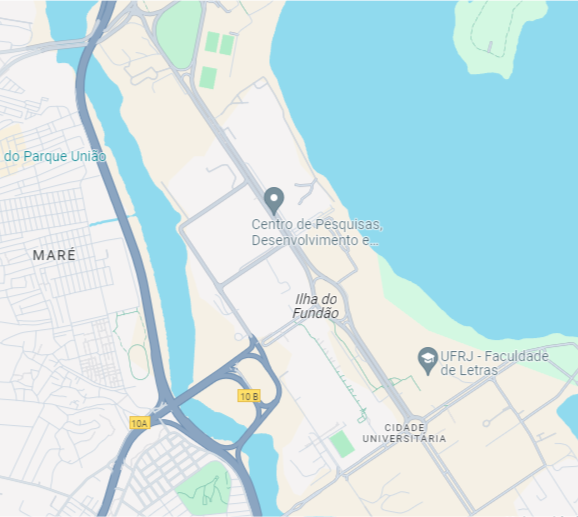 do Parque União
Centro de Pesquisas,
Desenvolvimento e...
MARÉ
Ilha do
Fundão
UFRJ - Faculdade
de Letras
10 B
10A
CIDADE
UNIVERSITÁRIA